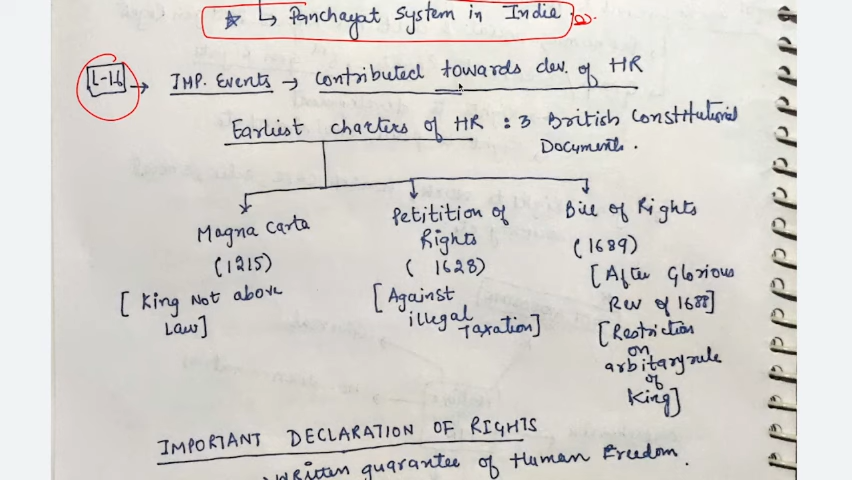 ☆ ↳ Panchayat System in India.
L-16 → IMP. EVENTS → Contributed towards dev. of HR
Earliest charters of HR : 3 British Constitutional
Documents.
Magna Carta
(1215)
[King Not above
Law]
Petitition of
Rights
(1628)
[Against
illegal
Taxation]
Bill of Rights
(1689)
[After Glorious
Rev of 1688]
[Restriction
on
arbitary rule
of
King]
IMPORTANT DECLARATION OF RIGHTS
Written guarantee of Human Freedom.